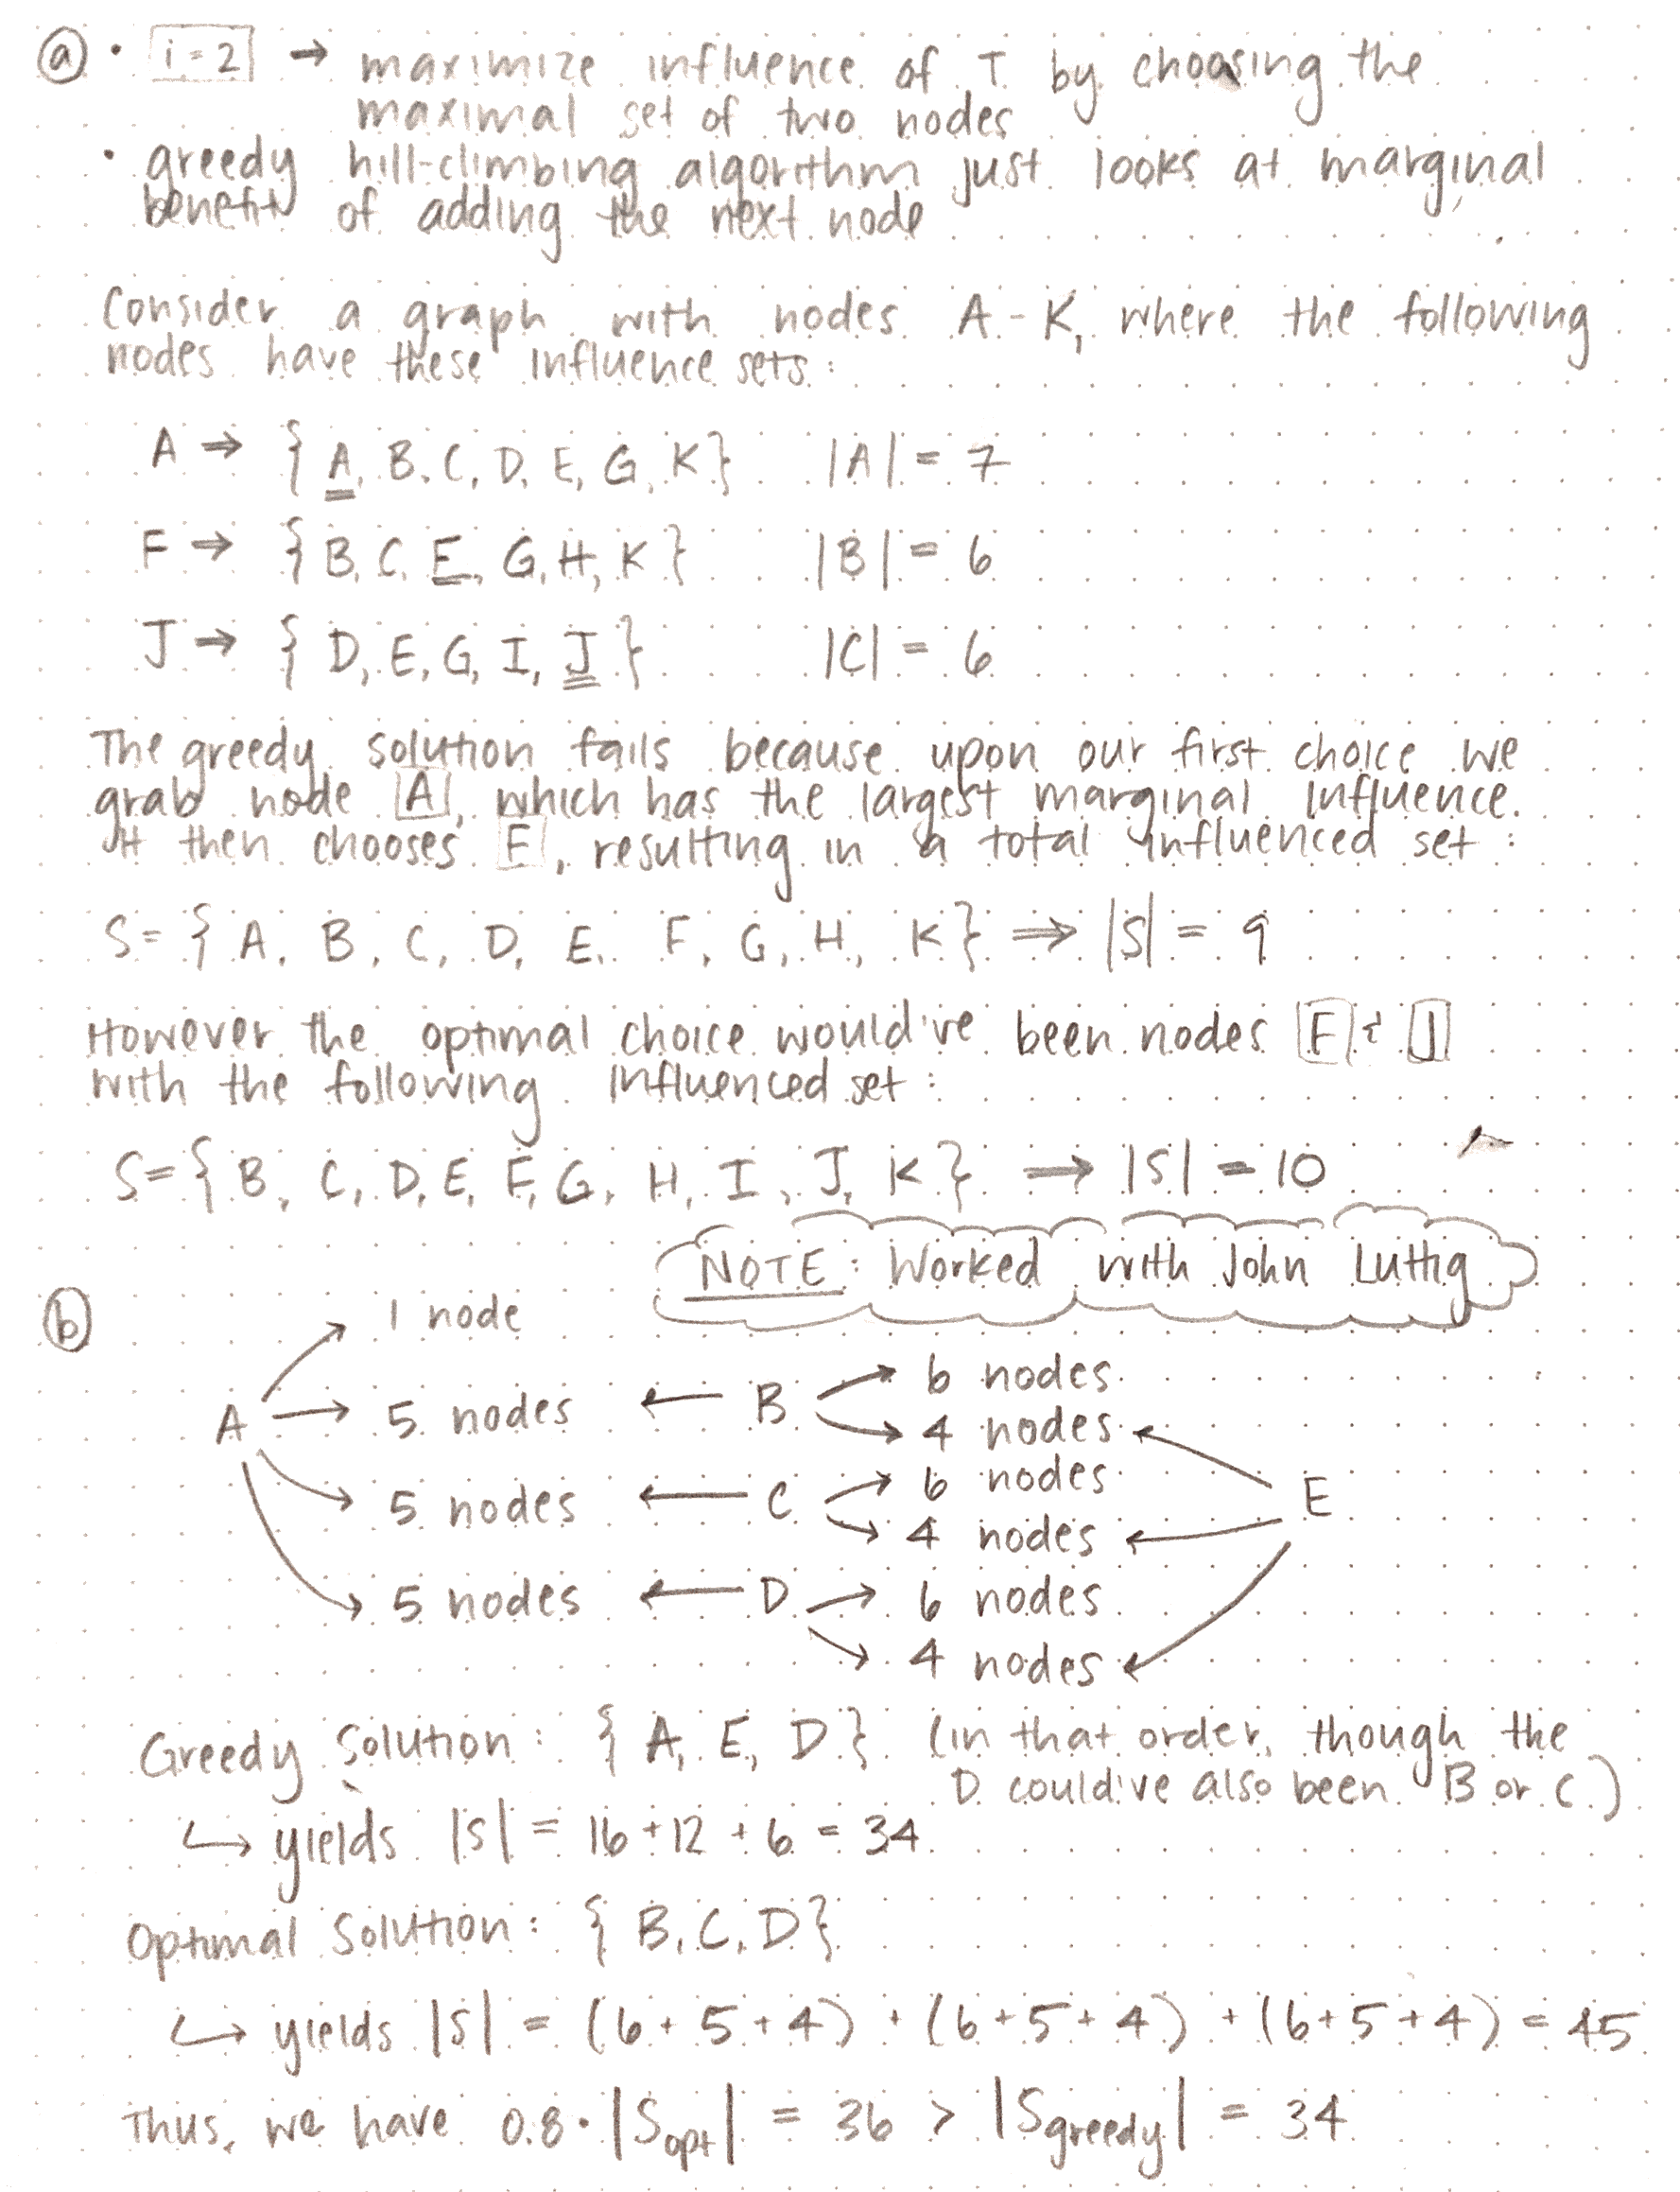 ⓐ • i = 2 → maximize influence of T by choosing the
maximal set of two nodes
• greedy hill-climbing algorithm just looks at marginal
benefit of adding the next node
Consider a graph with nodes A - K, where the following
nodes have these influence sets:
A ⇒ { A, B, C, D, E, G, K } |A| = 7
F ⇒ { B, C, E, G, H, K } |B| = 6
J ⇒ { D, E, G, I, J } |C| = 6
The greedy solution fails because upon our first choice we
grab node A, which has the largest marginal influence.
It then chooses F, resulting in a total influenced set:
S = { A, B, C, D, E, F, G, H, K } ⇒ |S| = 9
However the optimal choice would've been nodes F & J
with the following influenced set:
S = { B, C, D, E, F, G, H, I, J, K } → |S| = 10
NOTE: Worked with John Luttig
ⓑ
1 node
6 nodes
A → 5 nodes ← B
4 nodes
6 nodes
5 nodes ← C
E
4 nodes
5 nodes ← D → 6 nodes
4 nodes
Greedy Solution: { A, E, D } (in that order, though the
D could've also been B or C.)
↳ yields |S| = 16 + 12 + 6 = 34
Optimal Solution: { B, C, D }
↳ yields |S| = (6 + 5 + 4) + (6 + 5 + 4) + (6 + 5 + 4) = 45
Thus, we have 0.8 • |Sopt| = 36 > |Sgreedy| = 34